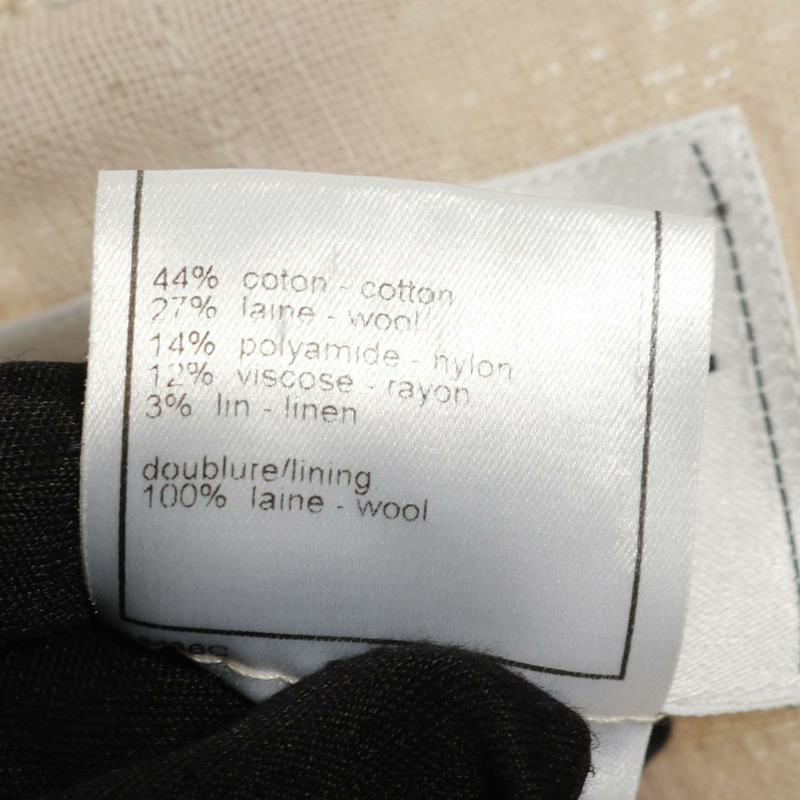 44% coton - cotton
27% laine - wool
14% polyamide - nylon
12% viscose - rayon
3% lin - linen
doublure/lining
100% laine - wool